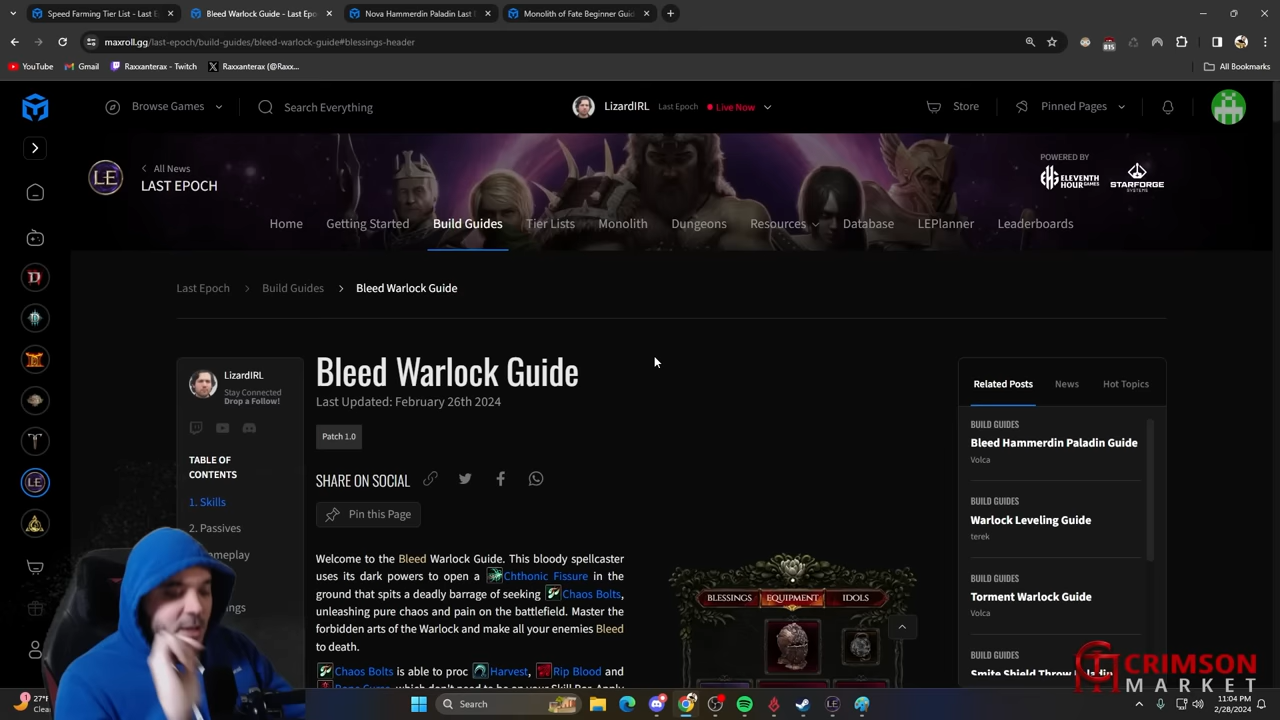 Speed Farming Tier List - Last E
Bleed Warlock Guide - Last Epo
Nova Hammerdin Paladin Last
Monolith of Fate Beginner Guid
maxroll.gg/last-epoch/build-guides/bleed-warlock-guide#blessings-header
815
YouTube
Gmail
Raxxanterax - Twitch
Raxxanterax (@Raxx...
All Bookmarks
Browse Games
Search Everything
LizardIRL
Last Epoch
Live Now
Store
Pinned Pages
All News
LE
LAST EPOCH
POWERED BY
ELEVENTH HOUR GAMES
STARFORGE SYSTEMS
Home
Getting Started
Build Guides
Tier Lists
Monolith
Dungeons
Resources
Database
LEPlanner
Leaderboards
Last Epoch
Build Guides
Bleed Warlock Guide
LizardIRL
Stay Connected
Drop a Follow!
TABLE OF
CONTENTS
1. Skills
2. Passives
LE
Bleed Warlock Guide
Last Updated: February 26th 2024
Patch 1.0
SHARE ON SOCIAL
Pin this Page
Welcome to the Bleed Warlock Guide. This bloody spellcaster
uses its dark powers to open a Chthonic Fissure in the
ground that spits a deadly barrage of seeking Chaos Bolts,
unleashing pure chaos and pain on the battlefield. Master the
forbidden arts of the Warlock and make all your enemies Bleed
to death.
Chaos Bolts is able to proc Harvest, Rip Blood and
BLESSINGS
EQUIPMENT
IDOLS
Related Posts
News
Hot Topics
BUILD GUIDES
Bleed Hammerdin Paladin Guide
Volca
BUILD GUIDES
Warlock Leveling Guide
terek
BUILD GUIDES
Torment Warlock Guide
Volca
BUILD GUIDES
CRIMSON
MARKET
27°F
Search
11:04 PM
2/28/2024